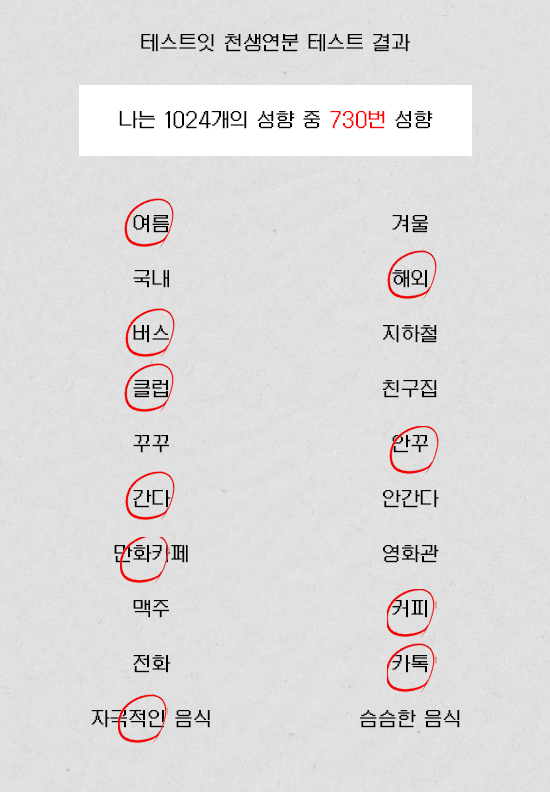 테스트잇 천생연분 테스트 결과
나는 1024개의 성향 중 730번 성향
여름 겨울
국내 해외
버스 지하철
클럽 친구집
꾸꾸 안꾸
간다 안간다
만화카페 영화관
맥주 커피
전화 카톡
자극적인 음식 슴슴한 음식